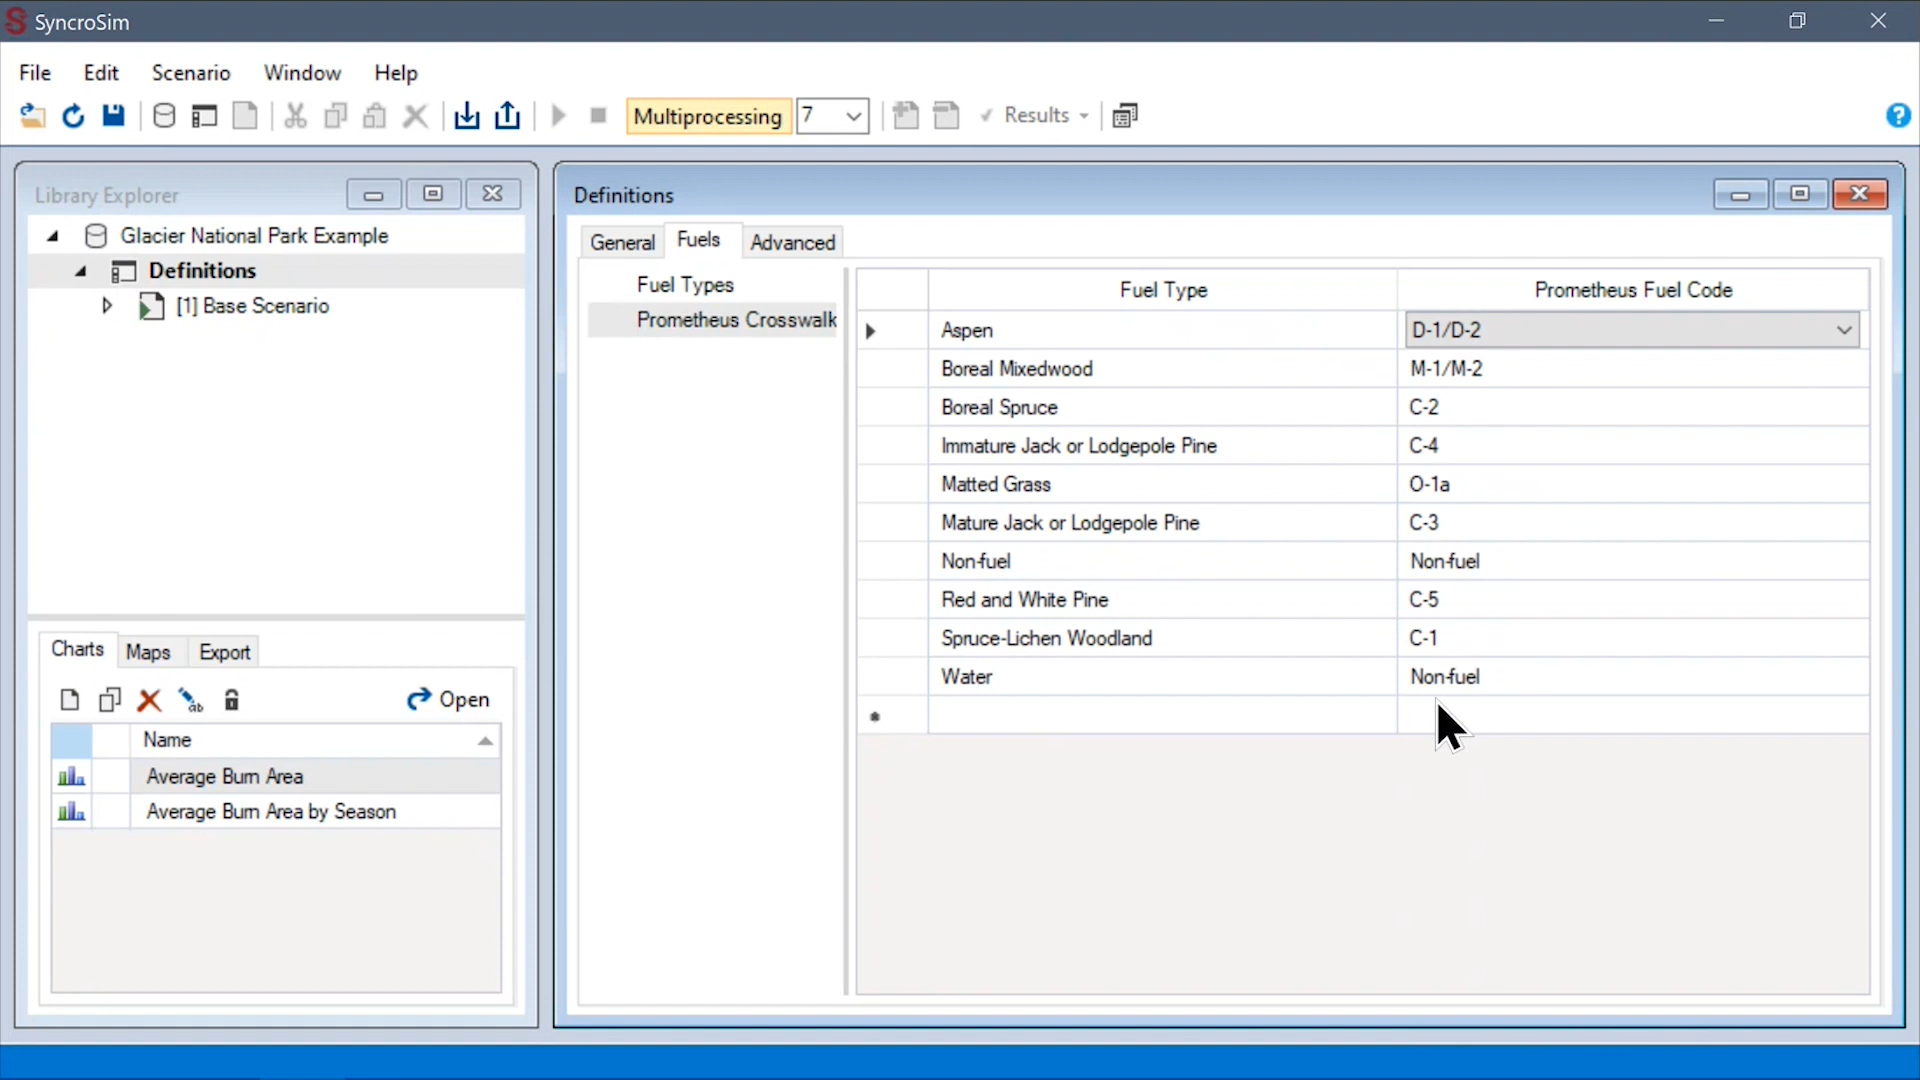 SyncroSim
File Edit Scenario Window Help
Multiprocessing 7 Results
Library Explorer
Glacier National Park Example
Definitions
[1] Base Scenario
Charts Maps Export
ab Open
Name
Average Burn Area
Average Burn Area by Season
Definitions
General Fuels Advanced
Fuel Types
Prometheus Crosswalk
Fuel Type Prometheus Fuel Code
Aspen D-1/D-2
Boreal Mixedwood M-1/M-2
Boreal Spruce C-2
Immature Jack or Lodgepole Pine C-4
Matted Grass O-1a
Mature Jack or Lodgepole Pine C-3
Non-fuel Non-fuel
Red and White Pine C-5
Spruce-Lichen Woodland C-1
Water Non-fuel